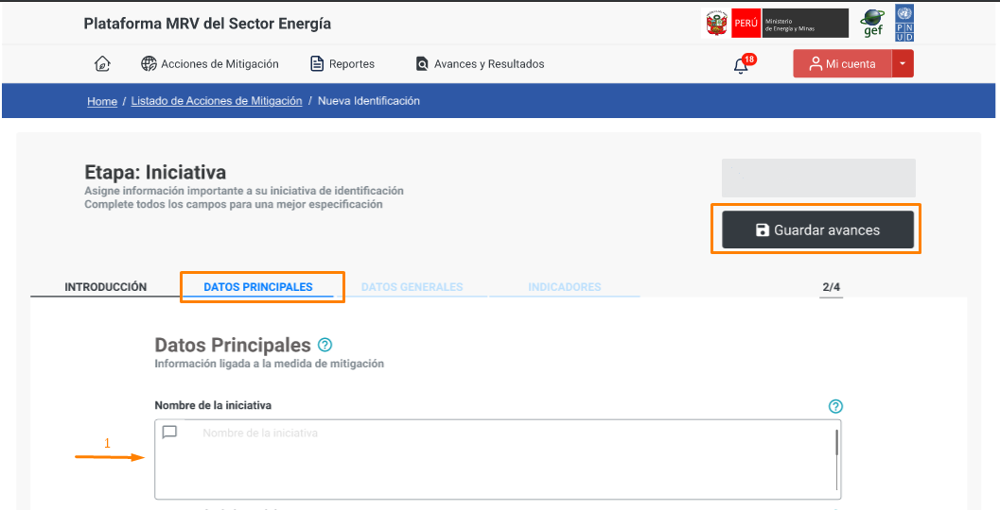 Plataforma MRV del Sector Energía
PERÚ
Ministerio
de Energía y Minas
gef
P N
U D
Acciones de Mitigación
Reportes
Avances y Resultados
18
Mi cuenta
Home / Listado de Acciones de Mitigación / Nueva Identificación
Etapa: Iniciativa
Asigne información importante a su iniciativa de identificación
Complete todos los campos para una mejor especificación
Guardar avances
INTRODUCCIÓN
DATOS PRINCIPALES
DATOS GENERALES
INDICADORES
2/4
Datos Principales ?
Información ligada a la medida de mitigación
Nombre de la iniciativa
?
Nombre de la iniciativa
1